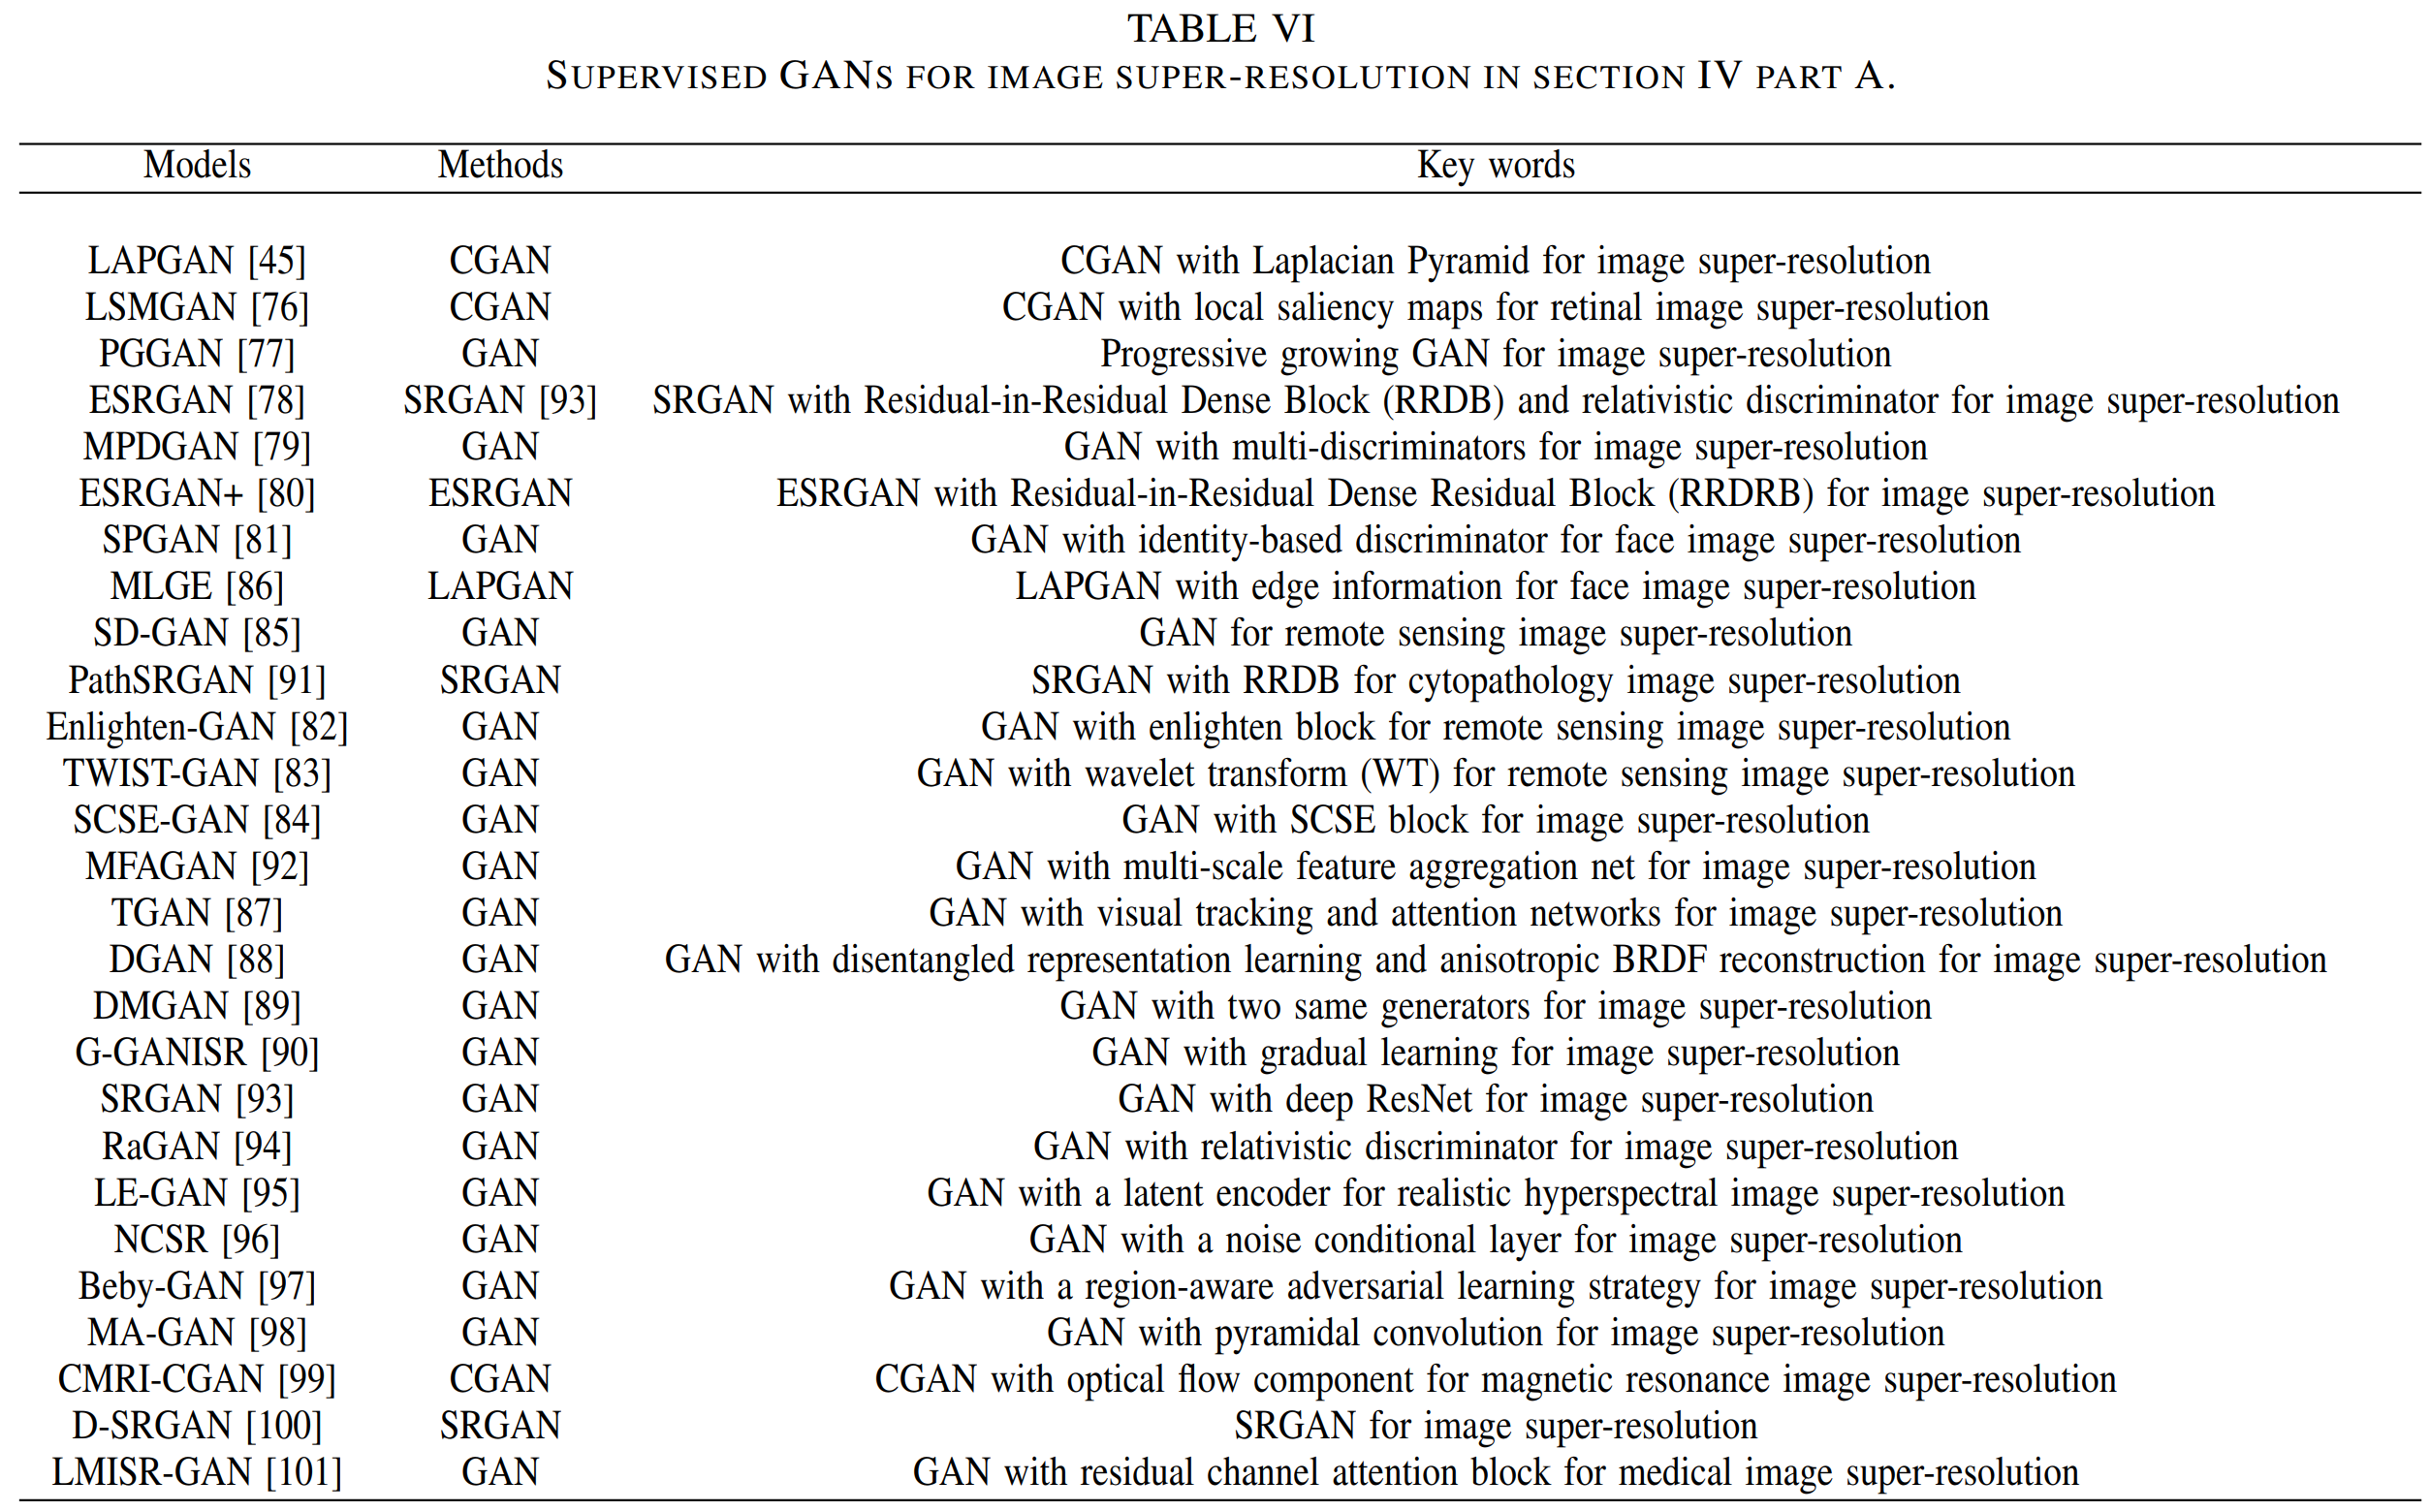 TABLE VI
SUPERVISED GANS FOR IMAGE SUPER-RESOLUTION IN SECTION IV PART A.
Models Methods Key words
LAPGAN [45] CGAN CGAN with Laplacian Pyramid for image super-resolution
LSMGAN [76] CGAN CGAN with local saliency maps for retinal image super-resolution
PGGAN [77] GAN Progressive growing GAN for image super-resolution
ESRGAN [78] SRGAN [93] SRGAN with Residual-in-Residual Dense Block (RRDB) and relativistic discriminator for image super-resolution
MPDGAN [79] GAN GAN with multi-discriminators for image super-resolution
ESRGAN+ [80] ESRGAN ESRGAN with Residual-in-Residual Dense Residual Block (RRDRB) for image super-resolution
SPGAN [81] GAN GAN with identity-based discriminator for face image super-resolution
MLGE [86] LAPGAN LAPGAN with edge information for face image super-resolution
SD-GAN [85] GAN GAN for remote sensing image super-resolution
PathSRGAN [91] SRGAN SRGAN with RRDB for cytopathology image super-resolution
Enlighten-GAN [82] GAN GAN with enlighten block for remote sensing image super-resolution
TWIST-GAN [83] GAN GAN with wavelet transform (WT) for remote sensing image super-resolution
SCSE-GAN [84] GAN GAN with SCSE block for image super-resolution
MFAGAN [92] GAN GAN with multi-scale feature aggregation net for image super-resolution
TGAN [87] GAN GAN with visual tracking and attention networks for image super-resolution
DGAN [88] GAN GAN with disentangled representation learning and anisotropic BRDF reconstruction for image super-resolution
DMGAN [89] GAN GAN with two same generators for image super-resolution
G-GANISR [90] GAN GAN with gradual learning for image super-resolution
SRGAN [93] GAN GAN with deep ResNet for image super-resolution
RaGAN [94] GAN GAN with relativistic discriminator for image super-resolution
LE-GAN [95] GAN GAN with a latent encoder for realistic hyperspectral image super-resolution
NCSR [96] GAN GAN with a noise conditional layer for image super-resolution
Beby-GAN [97] GAN GAN with a region-aware adversarial learning strategy for image super-resolution
MA-GAN [98] GAN GAN with pyramidal convolution for image super-resolution
CMRI-CGAN [99] CGAN CGAN with optical flow component for magnetic resonance image super-resolution
D-SRGAN [100] SRGAN SRGAN for image super-resolution
LMISR-GAN [101] GAN GAN with residual channel attention block for medical image super-resolution